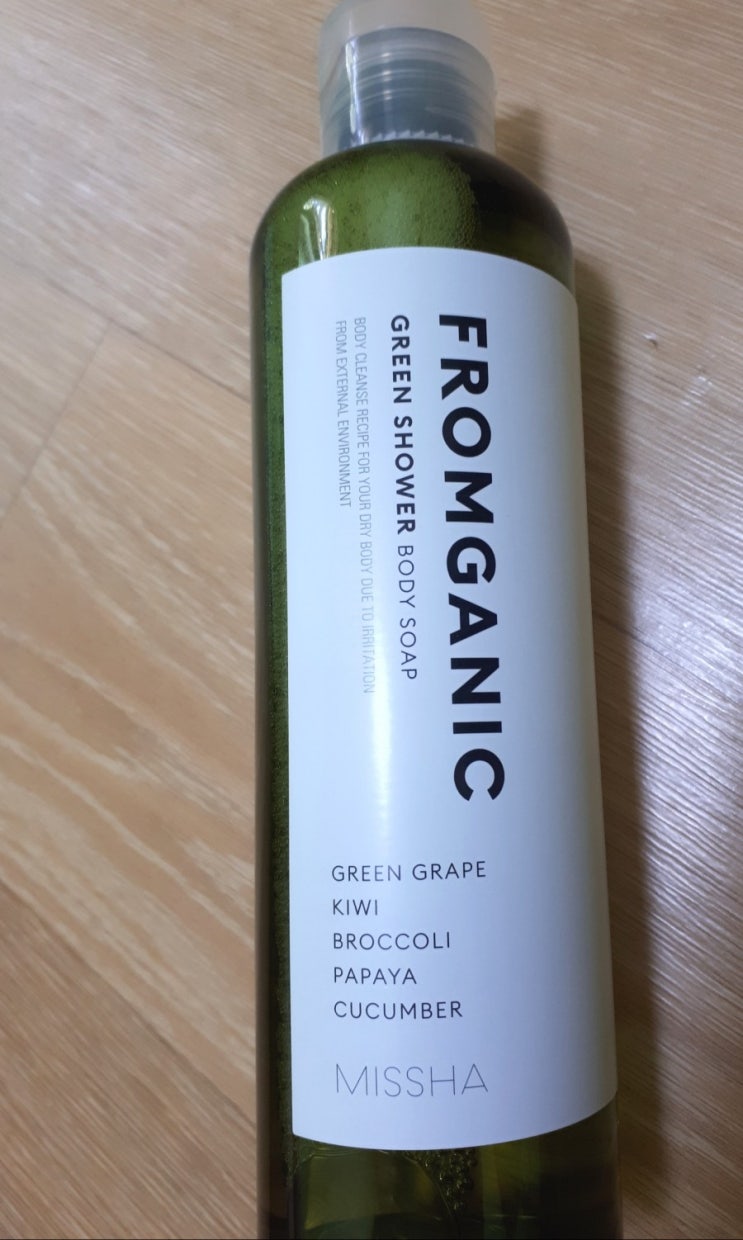 FROMGANIC
GREEN SHOWER BODY SOAP
BODY CLEANSE RECIPE FOR YOUR DRY BODY DUE TO IRRITATION
FROM EXTERNAL ENVIRONMENT
GREEN GRAPE
KIWI
BROCCOLI
PAPAYA
CUCUMBER
MISSHA